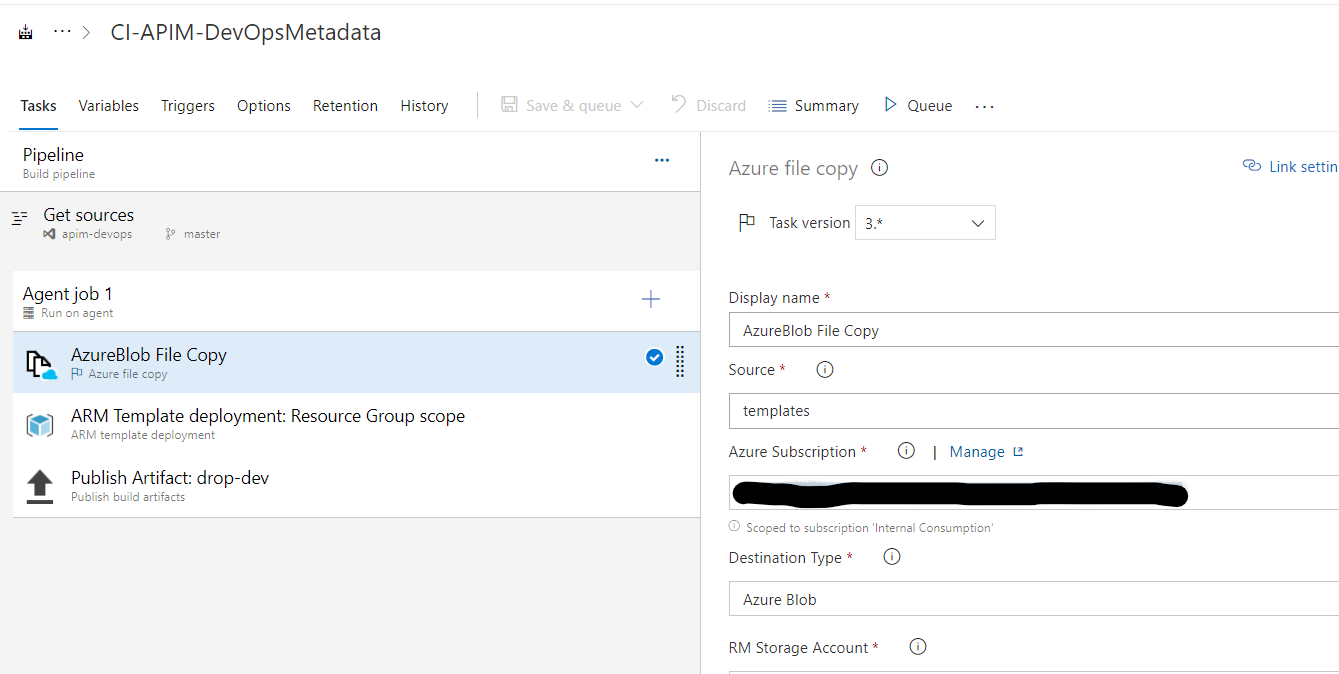 ··· > CI-APIM-DevOpsMetadata
Tasks Variables Triggers Options Retention History Save & queue Discard Summary Queue ···
Pipeline
Build pipeline
Get sources
apim-devops master
Agent job 1
Run on agent
AzureBlob File Copy
Azure file copy
ARM Template deployment: Resource Group scope
ARM template deployment
Publish Artifact: drop-dev
Publish build artifacts
Azure file copy Link settin
Task version 3.*
Display name *
AzureBlob File Copy
Source *
templates
Azure Subscription * | Manage
Scoped to subscription 'Internal Consumption'
Destination Type *
Azure Blob
RM Storage Account *